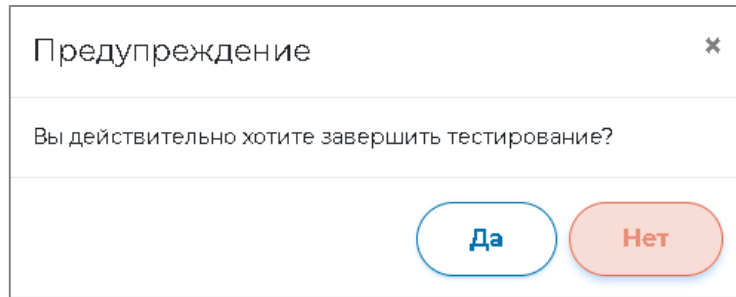 Предупреждение
Вы действительно хотите завершить тестирование?
Да Нет